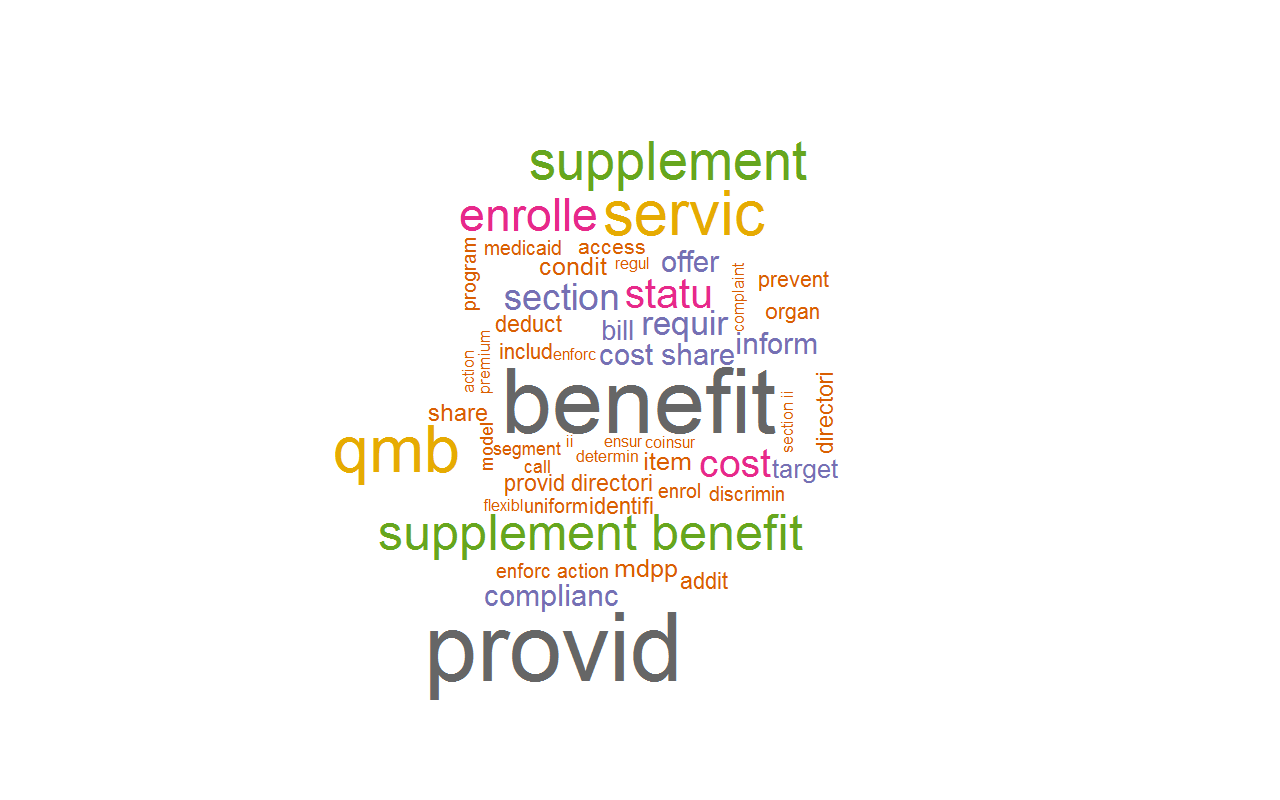 supplement
enrolle servic
program medicaid access
condit regul offer complaint prevent
section statu organ
deduct bill requir inform
action premium includ enforc cost share
benefit section ii directori
share
qmb model segment ii ensur coinsur
determin item cost target
call
provid directori enrol discrimin
flexibl uniform identifi
supplement benefit
enforc action mdpp addit
complianc
provid